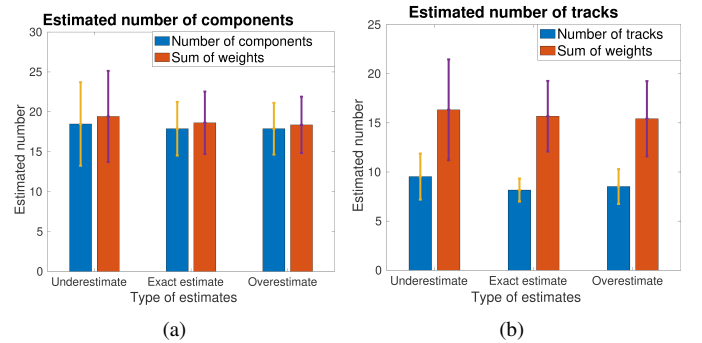 Estimated number of components
30
25
20
15
10
5
0
Estimated number
Number of components
Sum of weights
Underestimate Exact estimate Overestimate
Type of estimates
(a)
Estimated number of tracks
25
20
15
10
5
0
Estimated number
Number of tracks
Sum of weights
Underestimate Exact estimate Overestimate
Type of estimates
(b)